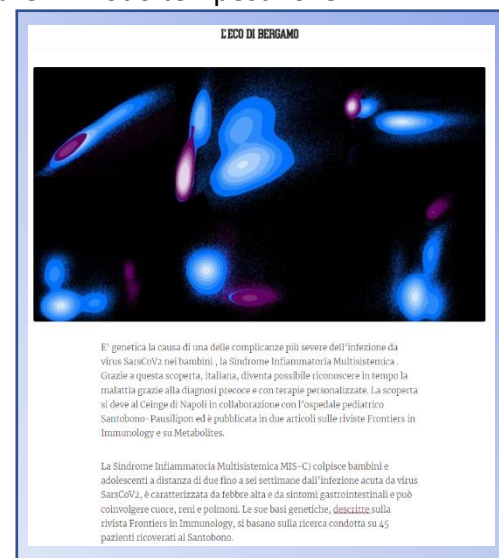 L'ECO DI BERGAMO
E' genetica la causa di una delle complicanze più severe dell'infezione da
virus SarsCoV2 nei bambini , la Sindrome Infiammatoria Multisistemica .
Grazie a questa scoperta, italiana, diventa possibile riconoscere in tempo la
malattia grazie alla diagnosi precoce e con terapie personalizzate. La scoperta
si deve al Ceinge di Napoli in collaborazione con l'ospedale pediatrico
Santobono-Pausilipon ed è pubblicata in due articoli sulle riviste Frontiers in
Immunology e su Metabolites.
La Sindrome Infiammatoria Multisistemica MIS-C) colpisce bambini e
adolescenti a distanza di due fino a sei settimane dall'infezione acuta da virus
SarsCoV2, è caratterizzata da febbre alta e da sintomi gastrointestinali e può
coinvolgere cuore, reni e polmoni. Le sue basi genetiche, descritte sulla
rivista Frontiers in Immunology, si basano sulla ricerca condotta su 45
pazienti ricoverati al Santobono.